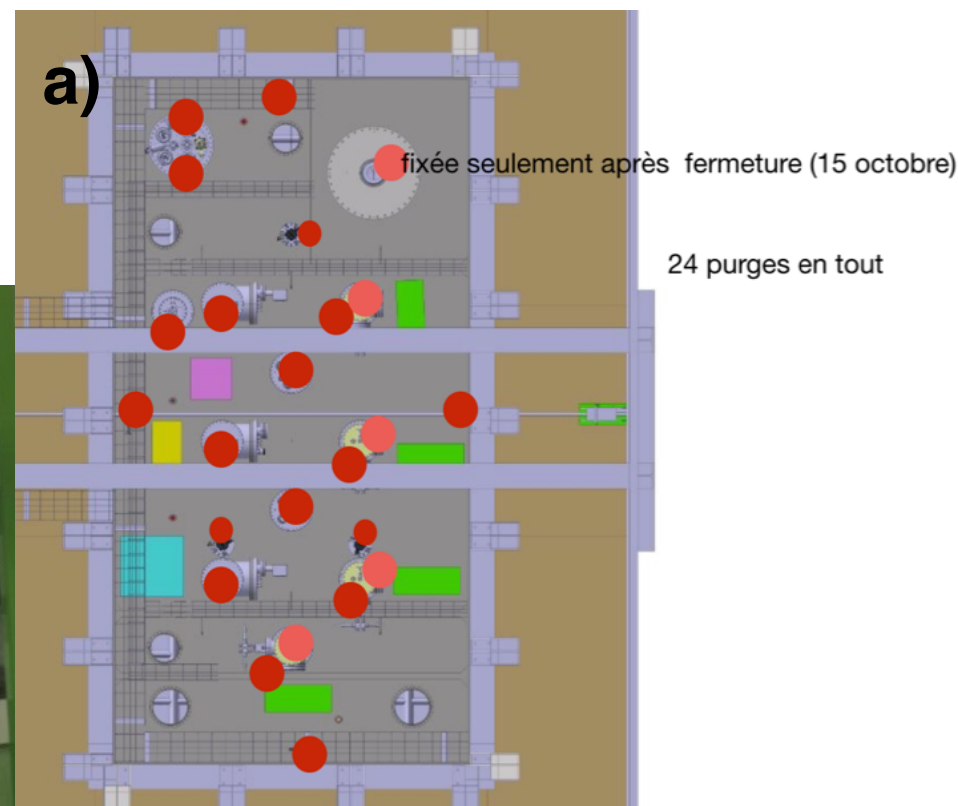 a)
fixée seulement après fermeture (15 octobre)
24 purges en tout